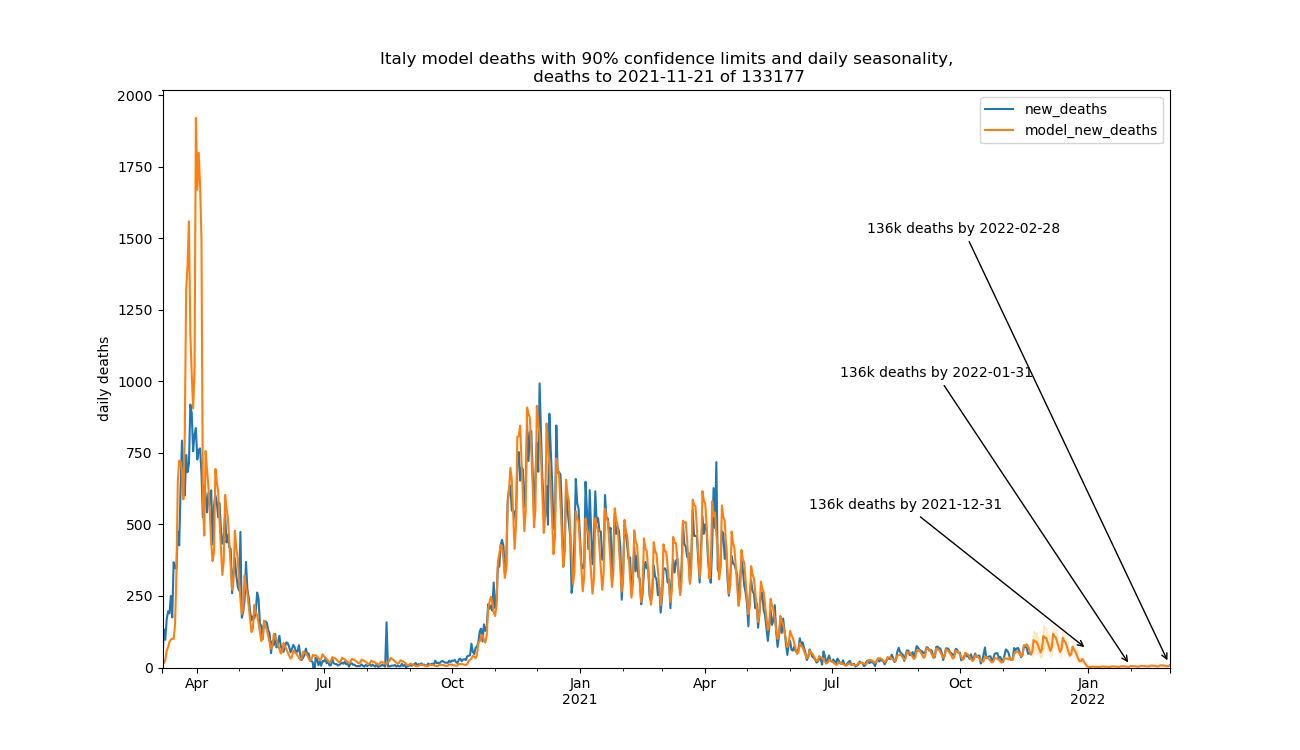 Italy model deaths with 90% confidence limits and daily seasonality,
deaths to 2021-11-21 of 133177
new_deaths
model_new_deaths
daily deaths
2000
1750
1500
1250
1000
750
500
250
0
136k deaths by 2022-02-28
136k deaths by 2022-01-31
136k deaths by 2021-12-31
Apr
Jul
Oct
Jan
2021
Apr
Jul
Oct
Jan
2022